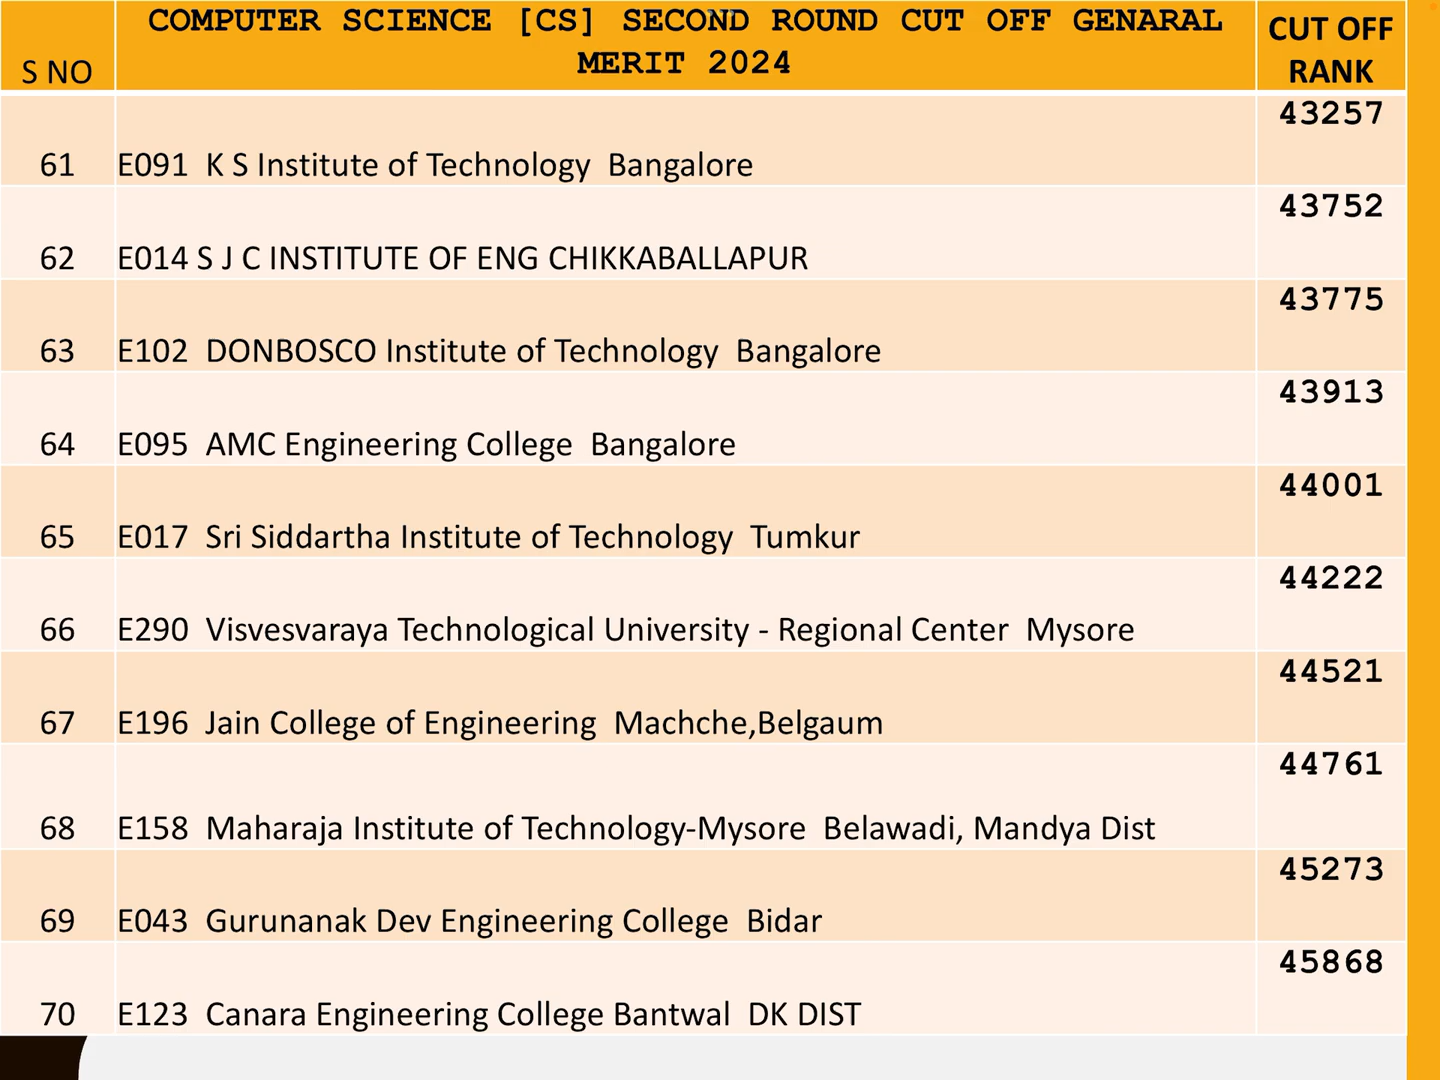 S NO
COMPUTER SCIENCE [CS] SECOND ROUND CUT OFF GENARAL
MERIT 2024
CUT OFF
RANK
61 E091  K S Institute of Technology  Bangalore 43257
62 E014 S J C INSTITUTE OF ENG CHIKKABALLAPUR 43752
63 E102  DONBOSCO Institute of Technology  Bangalore 43775
64 E095  AMC Engineering College  Bangalore 43913
65 E017  Sri Siddartha Institute of Technology  Tumkur 44001
66 E290  Visvesvaraya Technological University - Regional Center  Mysore 44222
67 E196  Jain College of Engineering  Machche,Belgaum 44521
68 E158  Maharaja Institute of Technology-Mysore  Belawadi, Mandya Dist 44761
69 E043  Gurunanak Dev Engineering College  Bidar 45273
70 E123  Canara Engineering College Bantwal  DK DIST 45868